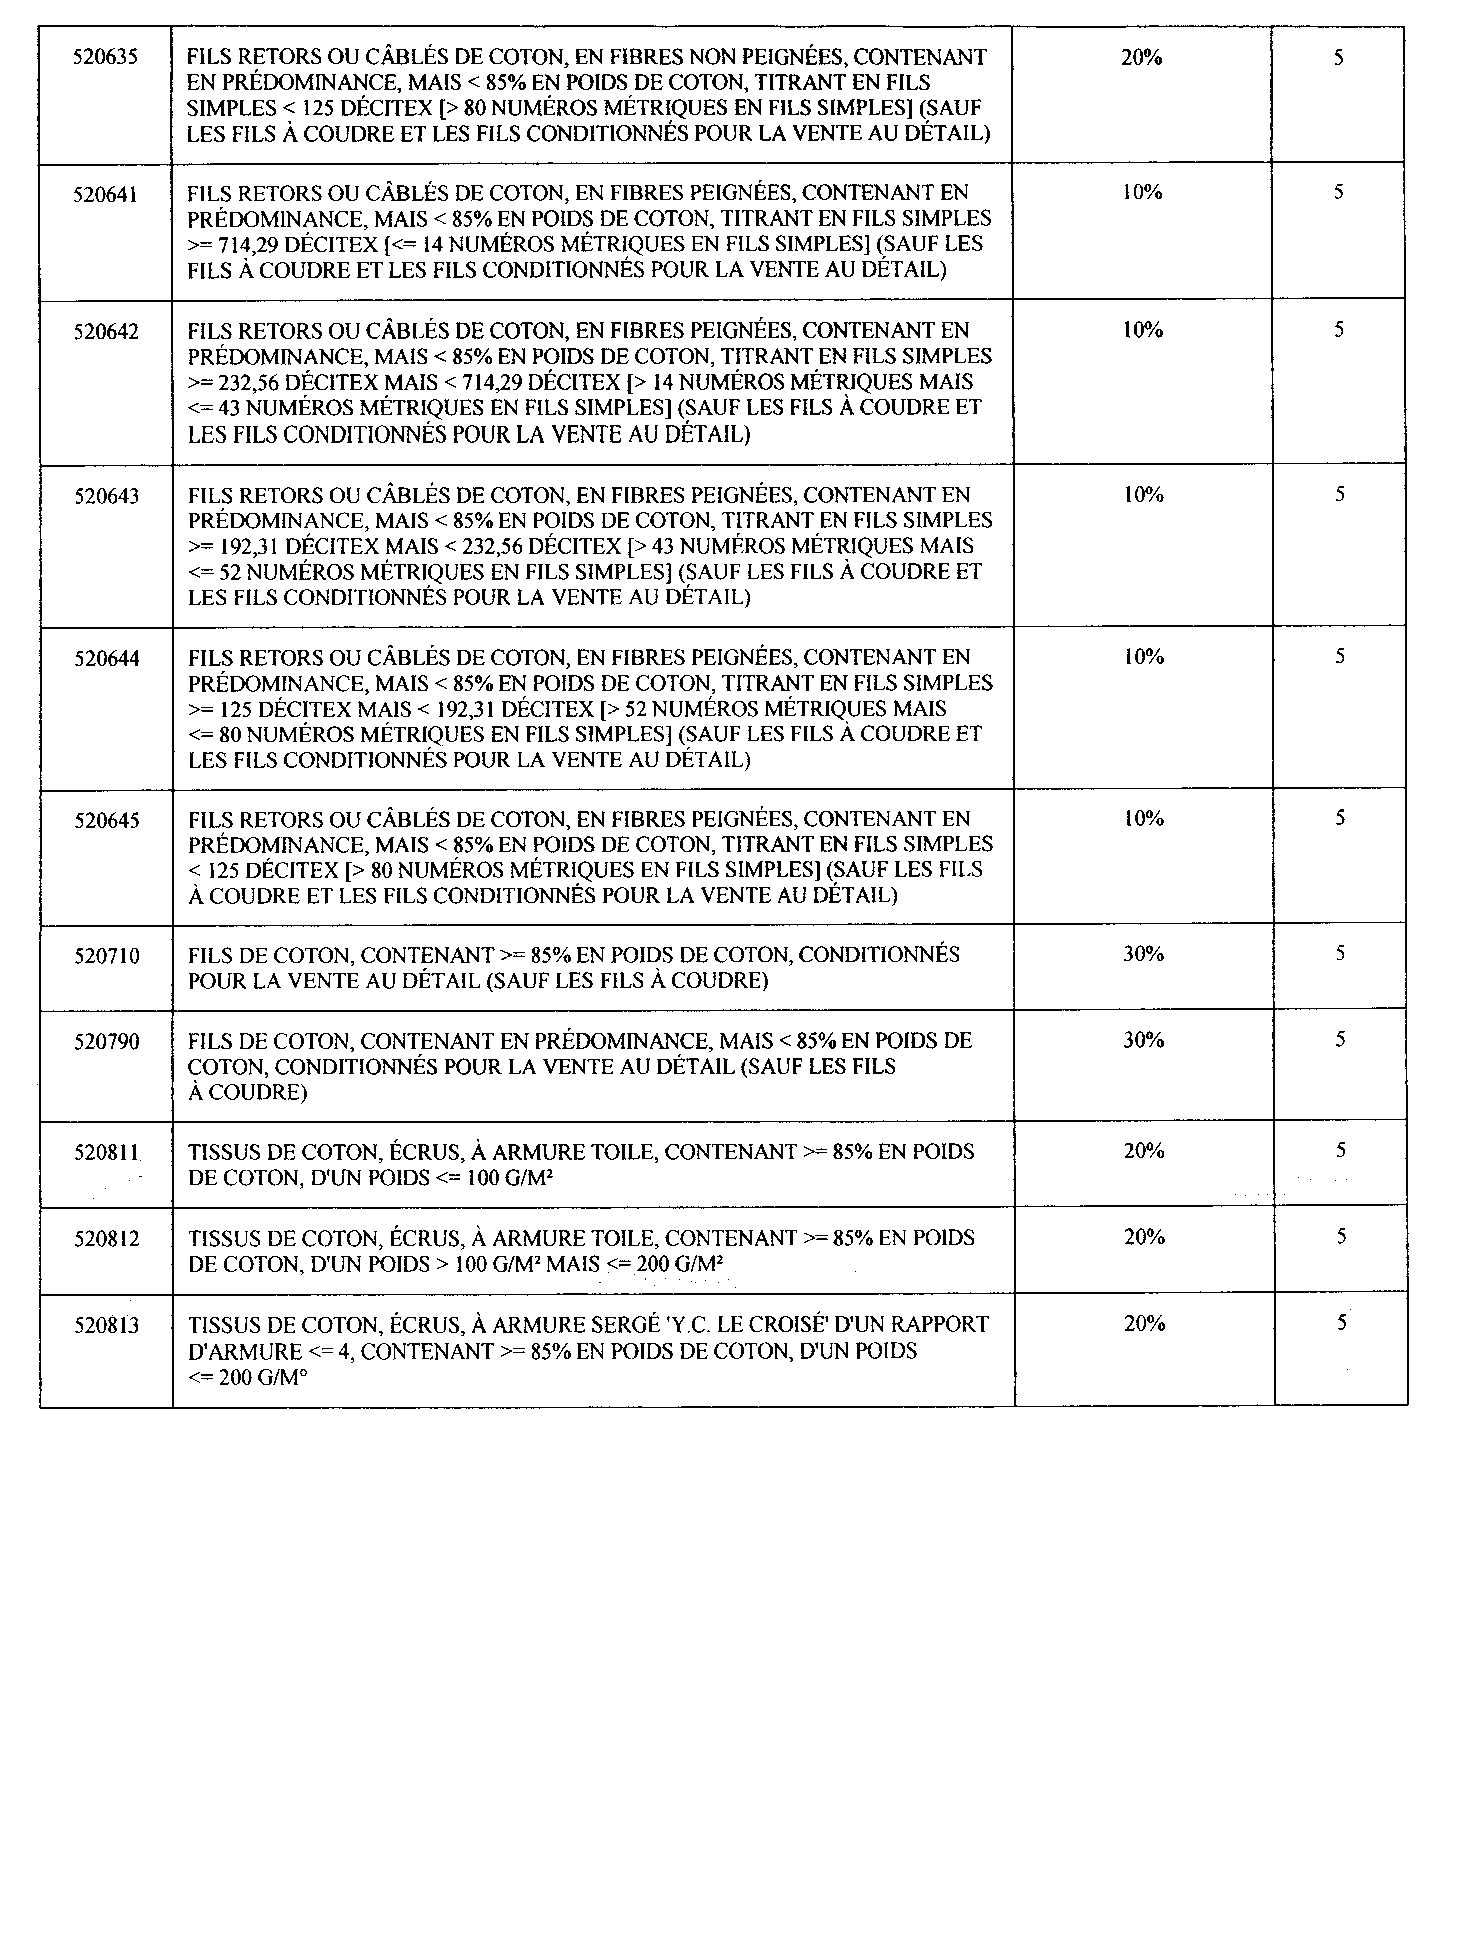 520635 FILS RETORS OU CÂBLÉS DE COTON, EN FIBRES NON PEIGNÉES, CONTENANT 20% 5
EN PRÉDOMINANCE, MAIS < 85% EN POIDS DE COTON, TITRANT EN FILS
SIMPLES < 125 DÉCITEX [> 80 NUMÉROS MÉTRIQUES EN FILS SIMPLES] (SAUF
LES FILS À COUDRE ET LES FILS CONDITIONNÉS POUR LA VENTE AU DÉTAIL)
520641 FILS RETORS OU CÂBLÉS DE COTON, EN FIBRES PEIGNÉES, CONTENANT EN 10% 5
PRÉDOMINANCE, MAIS < 85% EN POIDS DE COTON, TITRANT EN FILS SIMPLES
>= 714,29 DÉCITEX [<= 14 NUMÉROS MÉTRIQUES EN FILS SIMPLES] (SAUF LES
FILS À COUDRE ET LES FILS CONDITIONNÉS POUR LA VENTE AU DÉTAIL)
520642 FILS RETORS OU CÂBLÉS DE COTON, EN FIBRES PEIGNÉES, CONTENANT EN 10% 5
PRÉDOMINANCE, MAIS < 85% EN POIDS DE COTON, TITRANT EN FILS SIMPLES
>= 232,56 DÉCITEX MAIS < 714,29 DÉCITEX [> 14 NUMÉROS MÉTRIQUES MAIS
<= 43 NUMÉROS MÉTRIQUES EN FILS SIMPLES] (SAUF LES FILS À COUDRE ET
LES FILS CONDITIONNÉS POUR LA VENTE AU DÉTAIL)
520643 FILS RETORS OU CÂBLÉS DE COTON, EN FIBRES PEIGNÉES, CONTENANT EN 10% 5
PRÉDOMINANCE, MAIS < 85% EN POIDS DE COTON, TITRANT EN FILS SIMPLES
>= 192,31 DÉCITEX MAIS < 232,56 DÉCITEX [> 43 NUMÉROS MÉTRIQUES MAIS
<= 52 NUMÉROS MÉTRIQUES EN FILS SIMPLES] (SAUF LES FILS À COUDRE ET
LES FILS CONDITIONNÉS POUR LA VENTE AU DÉTAIL)
520644 FILS RETORS OU CÂBLÉS DE COTON, EN FIBRES PEIGNÉES, CONTENANT EN 10% 5
PRÉDOMINANCE, MAIS < 85% EN POIDS DE COTON, TITRANT EN FILS SIMPLES
>= 125 DÉCITEX MAIS < 192,31 DÉCITEX [> 52 NUMÉROS MÉTRIQUES MAIS
<= 80 NUMÉROS MÉTRIQUES EN FILS SIMPLES] (SAUF LES FILS À COUDRE ET
LES FILS CONDITIONNÉS POUR LA VENTE AU DÉTAIL)
520645 FILS RETORS OU CÂBLÉS DE COTON, EN FIBRES PEIGNÉES, CONTENANT EN 10% 5
PRÉDOMINANCE, MAIS < 85% EN POIDS DE COTON, TITRANT EN FILS SIMPLES
< 125 DÉCITEX [> 80 NUMÉROS MÉTRIQUES EN FILS SIMPLES] (SAUF LES FILS
À COUDRE ET LES FILS CONDITIONNÉS POUR LA VENTE AU DÉTAIL)
520710 FILS DE COTON, CONTENANT >= 85% EN POIDS DE COTON, CONDITIONNÉS 30% 5
POUR LA VENTE AU DÉTAIL (SAUF LES FILS À COUDRE)
520790 FILS DE COTON, CONTENANT EN PRÉDOMINANCE, MAIS < 85% EN POIDS DE 30% 5
COTON, CONDITIONNÉS POUR LA VENTE AU DÉTAIL (SAUF LES FILS
À COUDRE)
520811 TISSUS DE COTON, ÉCRUS, À ARMURE TOILE, CONTENANT >= 85% EN POIDS 20% 5
DE COTON, D'UN POIDS <= 100 G/M²
520812 TISSUS DE COTON, ÉCRUS, À ARMURE TOILE, CONTENANT >= 85% EN POIDS 20% 5
DE COTON, D'UN POIDS > 100 G/M² MAIS <= 200 G/M²
520813 TISSUS DE COTON, ÉCRUS, À ARMURE SERGÉ 'Y.C. LE CROISÉ' D'UN RAPPORT 20% 5
D'ARMURE <= 4, CONTENANT >= 85% EN POIDS DE COTON, D'UN POIDS
<= 200 G/M°